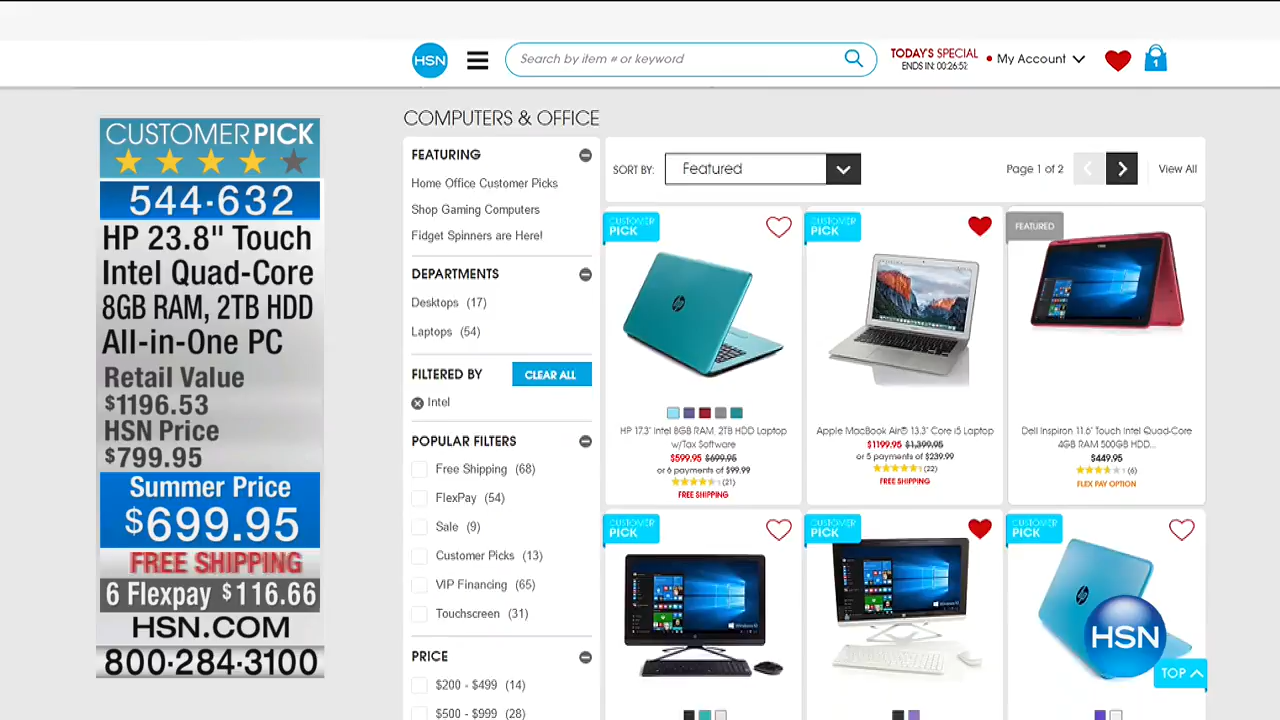 HSN
Search by item # or keyword
TODAY'S SPECIAL
ENDS IN: 00:26:51
My Account
1
CUSTOMER PICK
544-632
HP 23.8" Touch
Intel Quad-Core
8GB RAM, 2TB HDD
All-in-One PC
Retail Value
$1196.53
HSN Price
$799.95
Summer Price
$699.95
FREE SHIPPING
6 Flexpay $116.66
HSN.COM
800-284-3100
COMPUTERS & OFFICE
FEATURING
Home Office Customer Picks
Shop Gaming Computers
Fidget Spinners are Here!
DEPARTMENTS
Desktops (17)
Laptops (54)
FILTERED BY
CLEAR ALL
Intel
POPULAR FILTERS
Free Shipping (68)
FlexPay (54)
Sale (9)
Customer Picks (13)
VIP Financing (65)
Touchscreen (31)
PRICE
$200 - $499 (14)
$500 - $999 (28)
SORT BY:
Featured
Page 1 of 2
View All
CUSTOMER
PICK
HP 17.3" Intel 8GB RAM, 2TB HDD Laptop
w/Tax Software
$599.95 $699.95
or 6 payments of $99.99
(21)
FREE SHIPPING
CUSTOMER
PICK
Apple MacBook Air® 13.3" Core i5 Laptop
$1199.95 $1,399.95
or 5 payments of $239.99
(22)
FREE SHIPPING
FEATURED
Dell Inspiron 11.6" Touch Intel Quad-Core
4GB RAM 500GB HDD...
$449.95
(6)
FLEX PAY OPTION
CUSTOMER
PICK
CUSTOMER
PICK
CUSTOMER
PICK
HSN
TOP